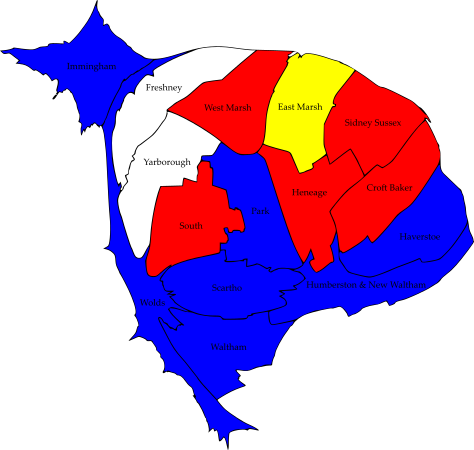 Immingham
Freshney
West Marsh
East Marsh
Sidney Sussex
Yarborough
Heneage
Croft Baker
South
Park
Haverstoe
Scartho
Humberston & New Waltham
Wolds
Waltham